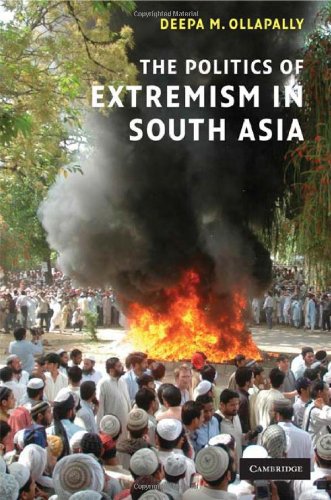 DEEPA M. OLLAPALLY
THE POLITICS OF
EXTREMISM IN
SOUTH ASIA
CAMBRIDGE